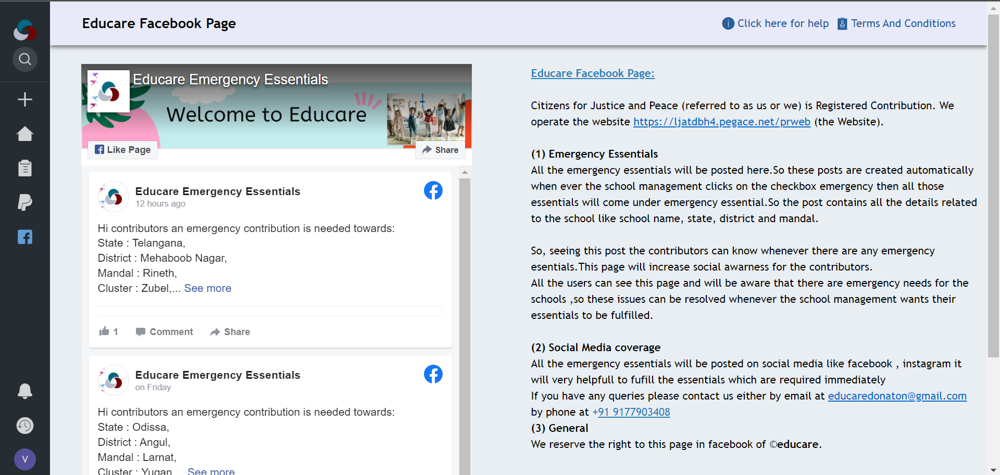 Educare Facebook Page
Click here for help
Terms And Conditions
Educare Emergency Essentials
Welcome to Educare
Like Page
Share
Educare Emergency Essentials
12 hours ago
Hi contributors an emergency contribution is needed towards:
State : Telangana,
District : Mehaboob Nagar,
Mandal : Rineth,
Cluster : Zubel,... See more
1
Comment
Share
Educare Emergency Essentials
on Friday
Hi contributors an emergency contribution is needed towards:
State : Odissa,
District : Angul,
Mandal : Larnat,
Cluster : Yugan, See more
Educare Facebook Page:
Citizens for Justice and Peace (referred to as us or we) is Registered Contribution. We
operate the website https://ljatdbh4.pegace.net/prweb (the Website).
(1) Emergency Essentials
All the emergency essentials will be posted here.So these posts are created automatically
when ever the school management clicks on the checkbox emergency then all those
essentials will come under emergency essential.So the post contains all the details related
to the school like school name, state, district and mandal.
So, seeing this post the contributors can know whenever there are any emergency
esentials.This page will increase social awarness for the contributors.
All the users can see this page and will be aware that there are emergency needs for the
schools ,so these issues can be resolved whenever the school management wants their
essentials to be fulfilled.
(2) Social Media coverage
All the emergency essentials will be posted on social media like facebook , instagram it
will very helpfull to fufill the essentials which are required immediately
If you have any queries please contact us either by email at educaredonaton@gmail.com
by phone at +91 9177903408
(3) General
We reserve the right to this page in facebook of ©educare.
V